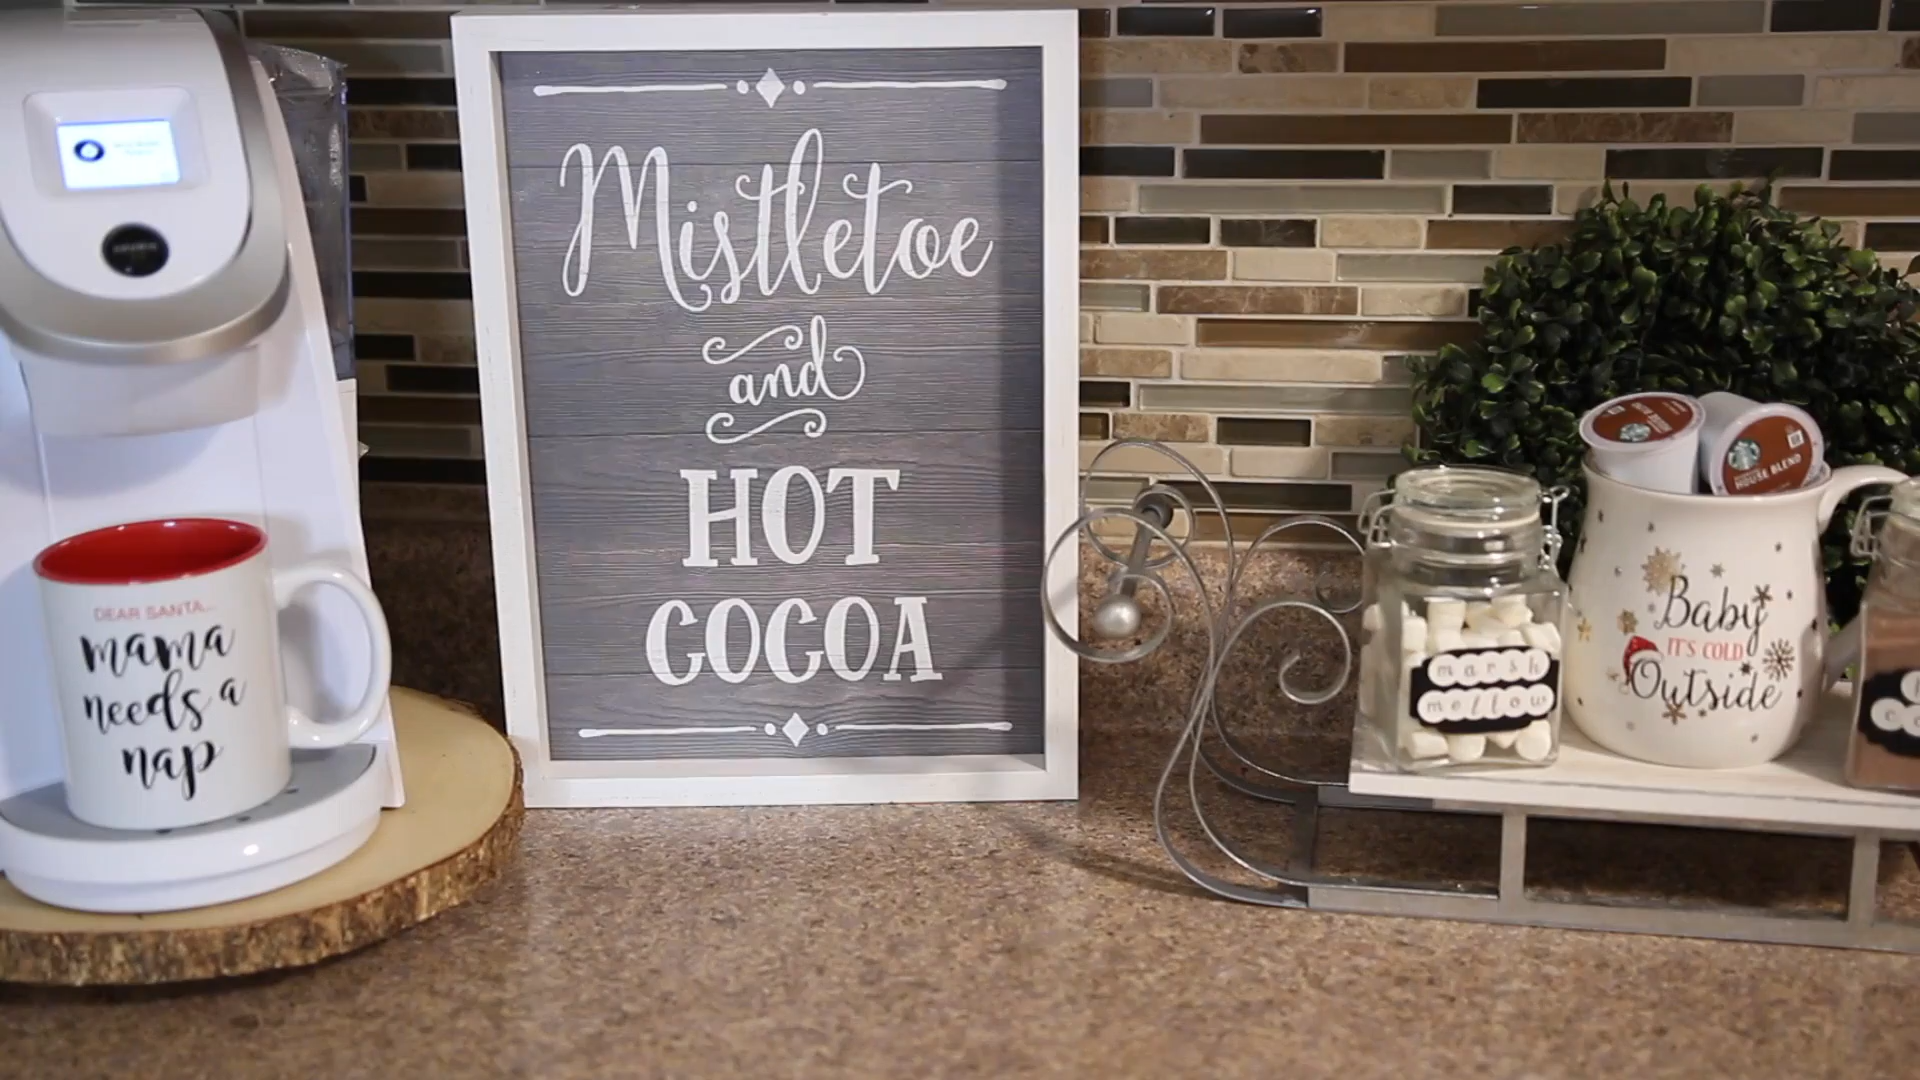 Mistletoe
and
HOT
COCOA
DEAR SANTA...
mama
needs a
nap
HOUSE BLEND
marsh
mellow
Baby
IT'S COLD
Outside